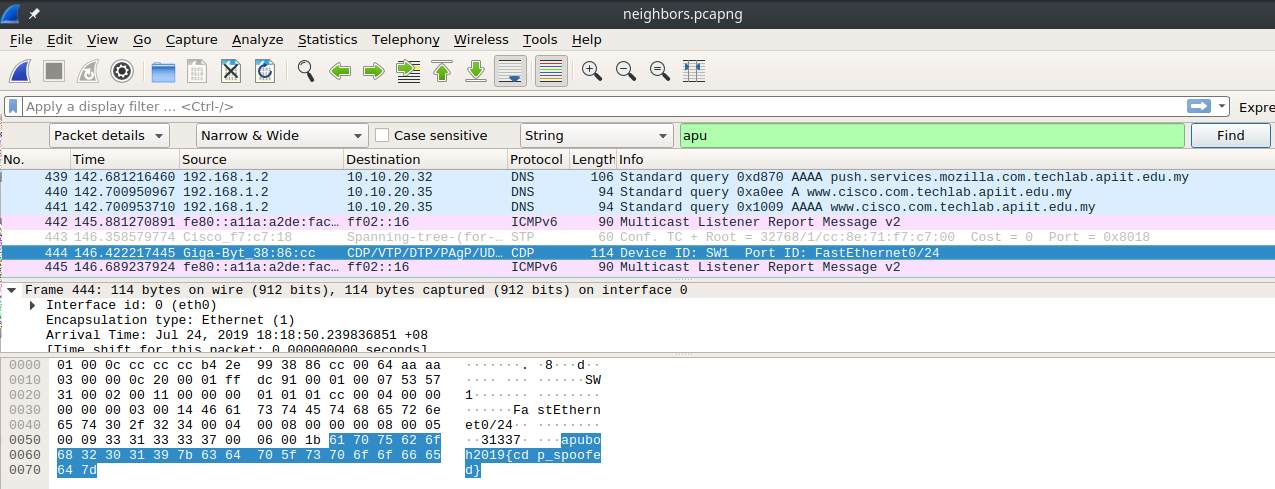 neighbors.pcapng
File Edit View Go Capture Analyze Statistics Telephony Wireless Tools Help
Apply a display filter ... <Ctrl-/> Expre
Packet details Narrow & Wide Case sensitive String apu Find
No. Time Source Destination Protocol Length Info
439 142.681216460 192.168.1.2 10.10.20.32 DNS 106 Standard query 0xd870 AAAA push.services.mozilla.com.techlab.apiit.edu.my
440 142.700950967 192.168.1.2 10.10.20.35 DNS 94 Standard query 0xa0ee A www.cisco.com.techlab.apiit.edu.my
441 142.700953710 192.168.1.2 10.10.20.35 DNS 94 Standard query 0x1009 AAAA www.cisco.com.techlab.apiit.edu.my
442 145.881270891 fe80::a11a:a2de:fac… ff02::16 ICMPv6 90 Multicast Listener Report Message v2
443 146.358579774 Cisco_f7:c7:18 Spanning-tree-(for-… STP 60 Conf. TC + Root = 32768/1/cc:8e:71:f7:c7:00 Cost = 0 Port = 0x8018
444 146.422217445 Giga-Byt_38:86:cc CDP/VTP/DTP/PAgP/UD… CDP 114 Device ID: SW1 Port ID: FastEthernet0/24
445 146.689237924 fe80::a11a:a2de:fac… ff02::16 ICMPv6 90 Multicast Listener Report Message v2
Frame 444: 114 bytes on wire (912 bits), 114 bytes captured (912 bits) on interface 0
Interface id: 0 (eth0)
Encapsulation type: Ethernet (1)
Arrival Time: Jul 24, 2019 18:18:50.239836851 +08
[Time shift for this packet: 0.000000000 seconds]
0000 01 00 0c cc cc cc b4 2e 99 38 86 cc 00 64 aa aa ·······. ·8···d··
0010 03 00 00 0c 20 00 01 ff dc 91 00 01 00 07 53 57 ···· ··· ······SW
0020 31 00 02 00 11 00 00 00 01 01 01 cc 00 04 00 00 1······· ········
0030 00 00 00 03 00 14 46 61 73 74 45 74 68 65 72 6e ······Fa stEthern
0040 65 74 30 2f 32 34 00 04 00 08 00 00 00 08 00 05 et0/24·· ········
0050 00 09 33 31 33 33 37 00 06 00 1b 61 70 75 62 6f ··31337· ···apubo
0060 68 32 30 31 39 7b 63 64 70 5f 73 70 6f 6f 66 65 h2019{cd p_spoofe
0070 64 7d d}